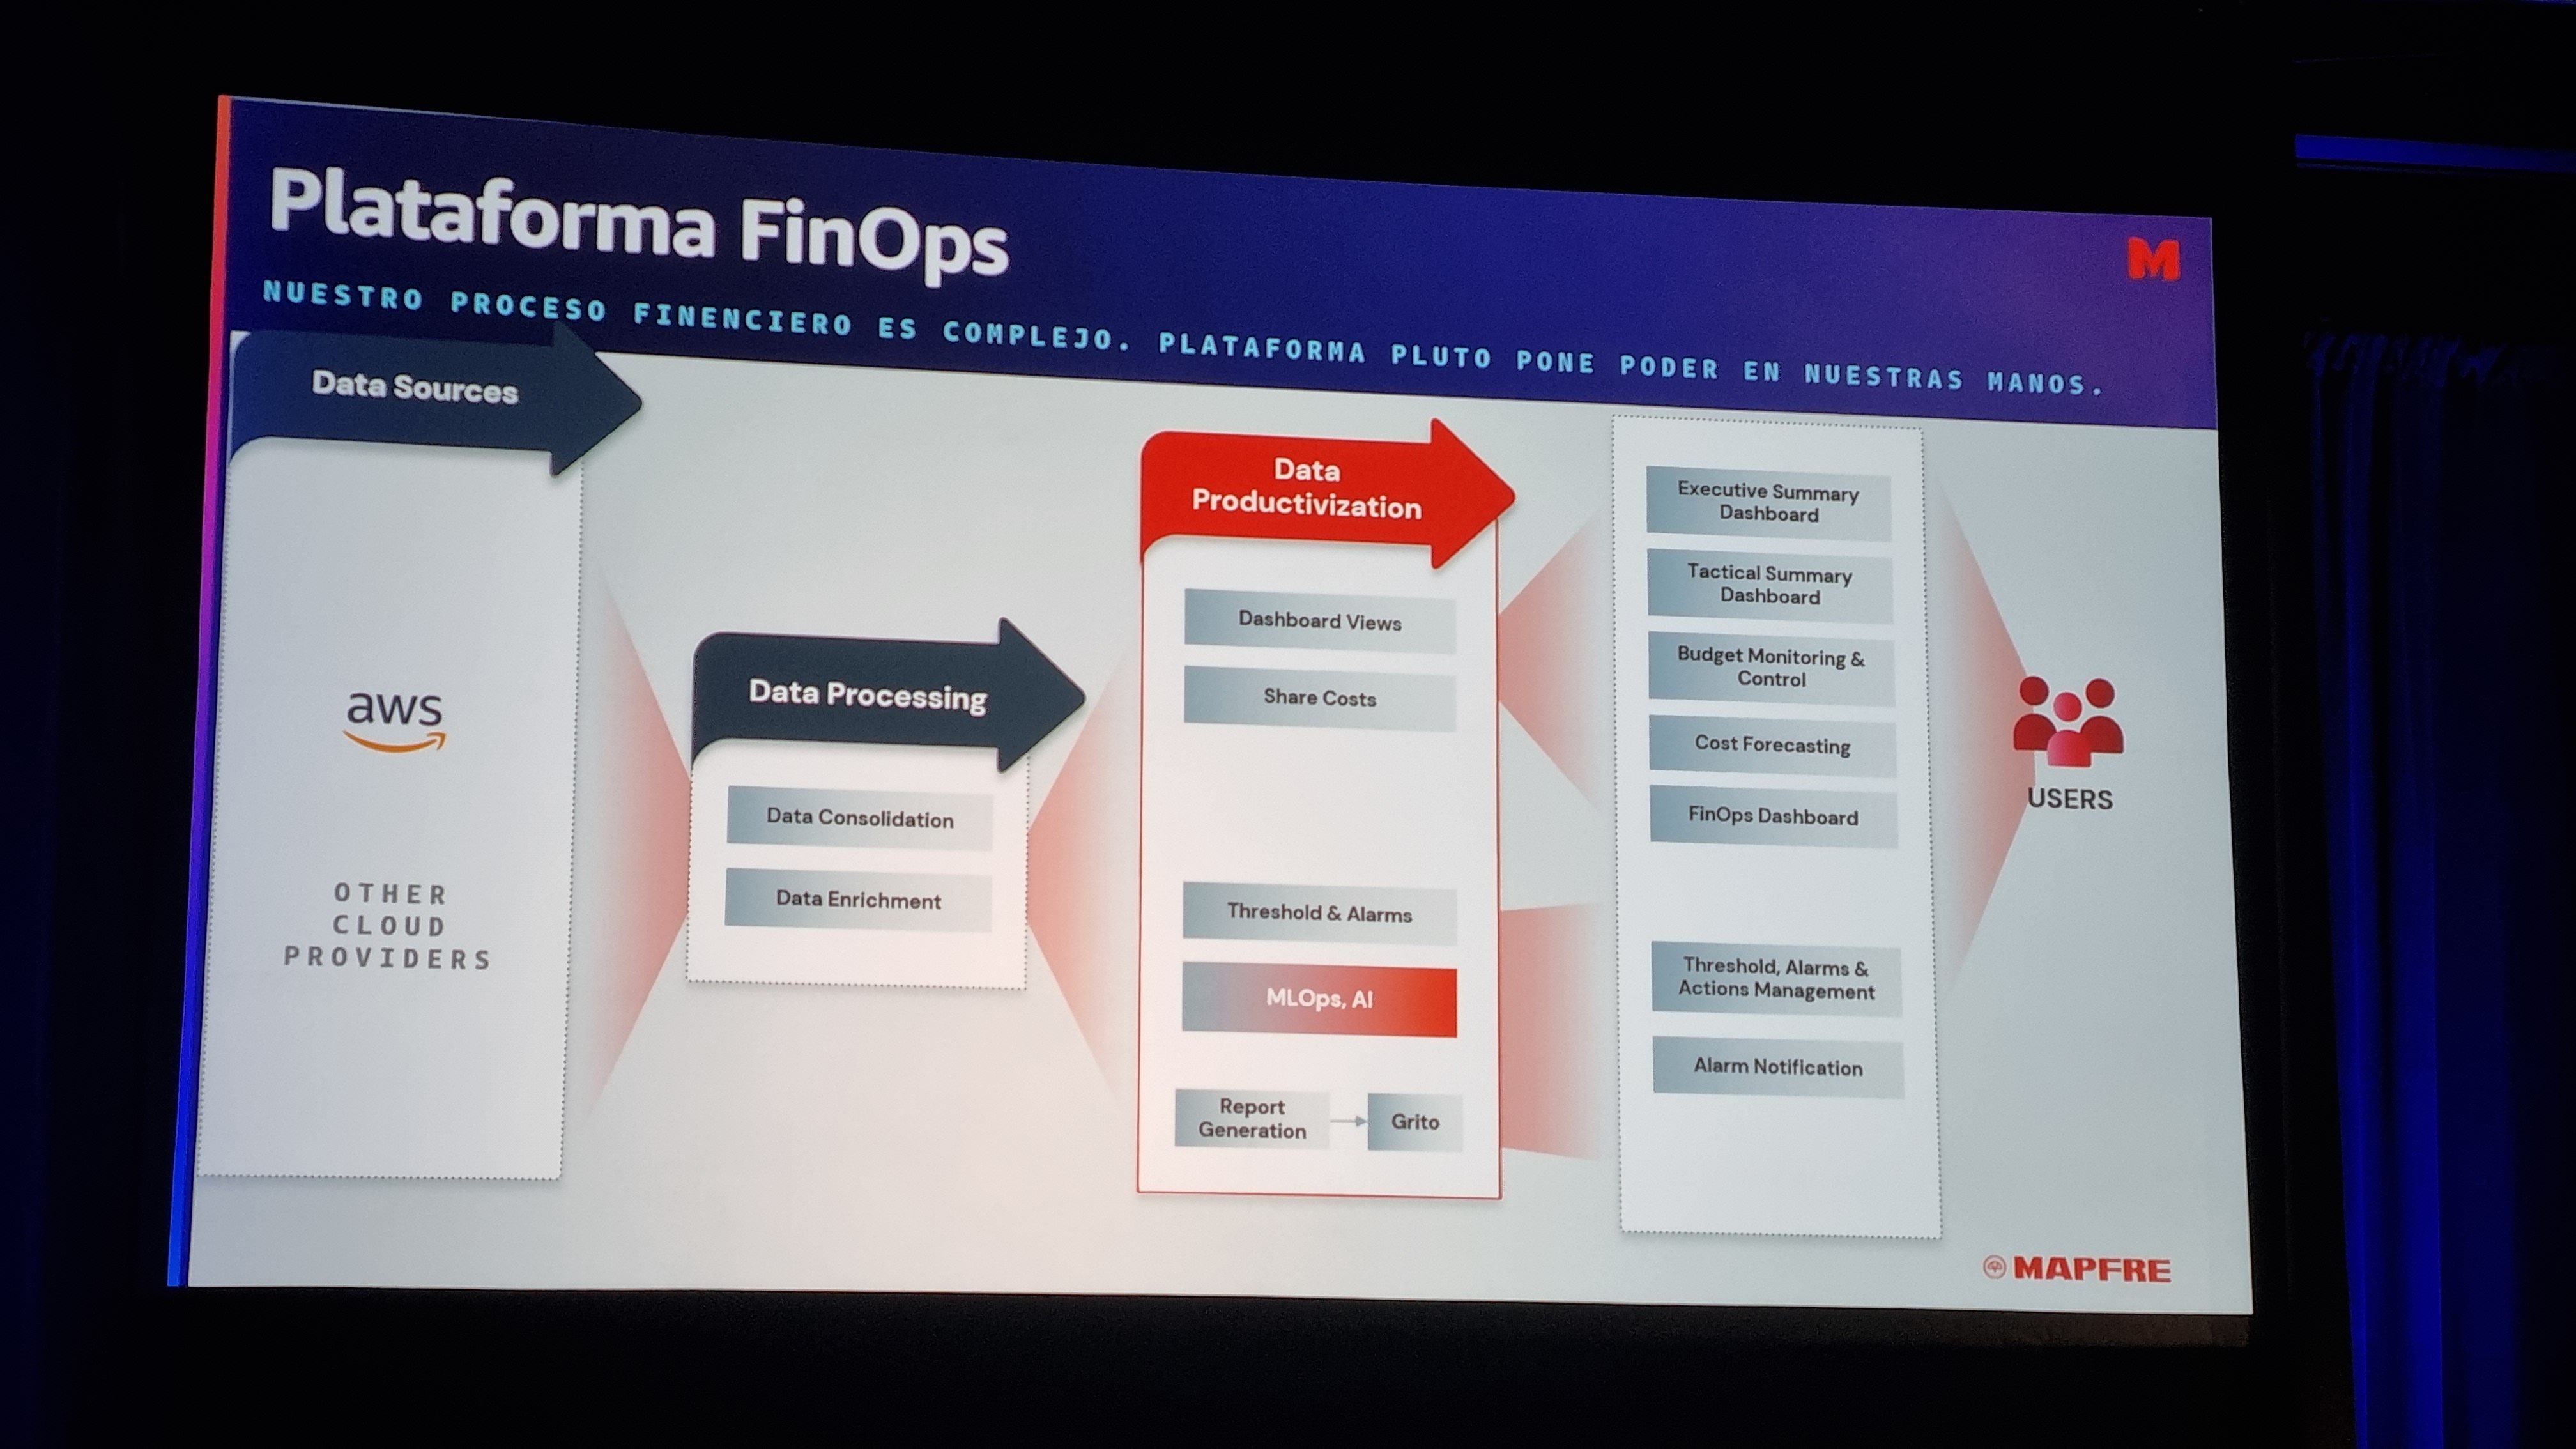 Plataforma FinOps
M
NUESTRO PROCESO FINENCIERO ES COMPLEJO. PLATAFORMA PLUTO PONE PODER EN NUESTRAS MANOS.
Data Sources
aws
OTHER
CLOUD
PROVIDERS
Data Processing
Data Consolidation
Data Enrichment
Data
Productivization
Dashboard Views
Share Costs
Threshold & Alarms
MLOps, AI
Report
Generation
Grito
Executive Summary
Dashboard
Tactical Summary
Dashboard
Budget Monitoring &
Control
Cost Forecasting
FinOps Dashboard
Threshold, Alarms &
Actions Management
Alarm Notification
USERS
MAPFRE